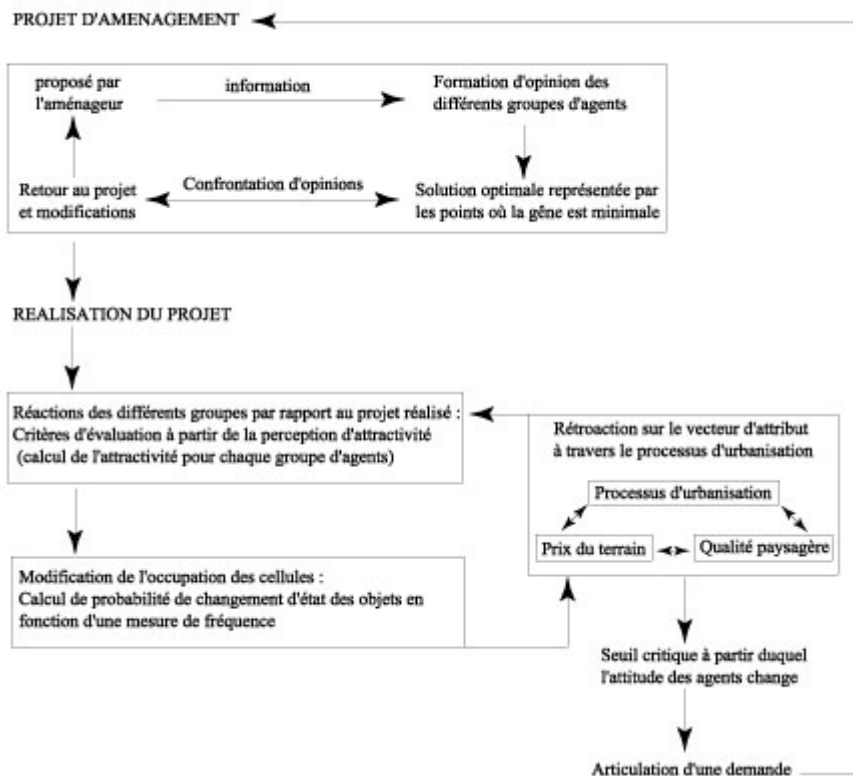 PROJET D'AMENAGEMENT
proposé par
l'aménageur
information
Formation d'opinion des
différents groupes d'agents
Retour au projet
et modifications
Confrontation d'opinions
Solution optimale représentée par
les points où la gêne est minimale
REALISATION DU PROJET
Réactions des différents groupes par rapport au projet réalisé :
Critères d'évaluation à partir de la perception d'attractivité
(calcul de l'attractivité pour chaque groupe d'agents)
Rétroaction sur le vecteur d'attribut
à travers le processus d'urbanisation
Processus d'urbanisation
Prix du terrain
Qualité paysagère
Modification de l'occupation des cellules :
Calcul de probabilité de changement d'état des objets en
fonction d'une mesure de fréquence
Seuil critique à partir duquel
l'attitude des agents change
Articulation d'une demande